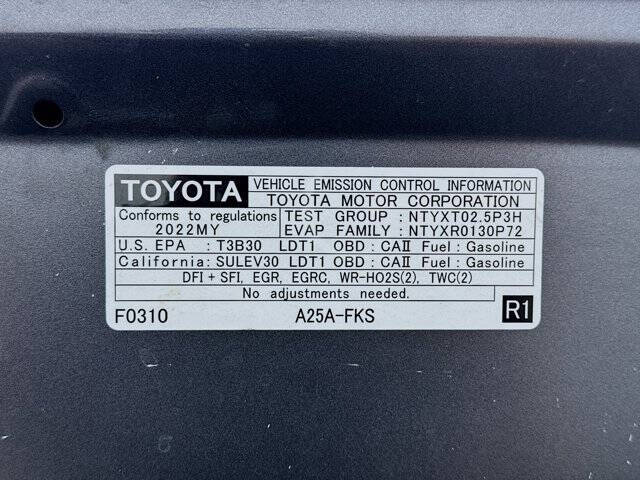 TOYOTA VEHICLE EMISSION CONTROL INFORMATION
TOYOTA MOTOR CORPORATION
Conforms to regulations TEST GROUP : NTYXT02.5P3H
2022MY EVAP FAMILY : NTYXR0130P72
U.S. EPA : T3B30 LDT1 OBD : CAII Fuel : Gasoline
California: SULEV30 LDT1 OBD : CAII Fuel : Gasoline
DFI + SFI, EGR, EGRC, WR-HO2S(2), TWC(2)
No adjustments needed.
F0310 A25A-FKS R1